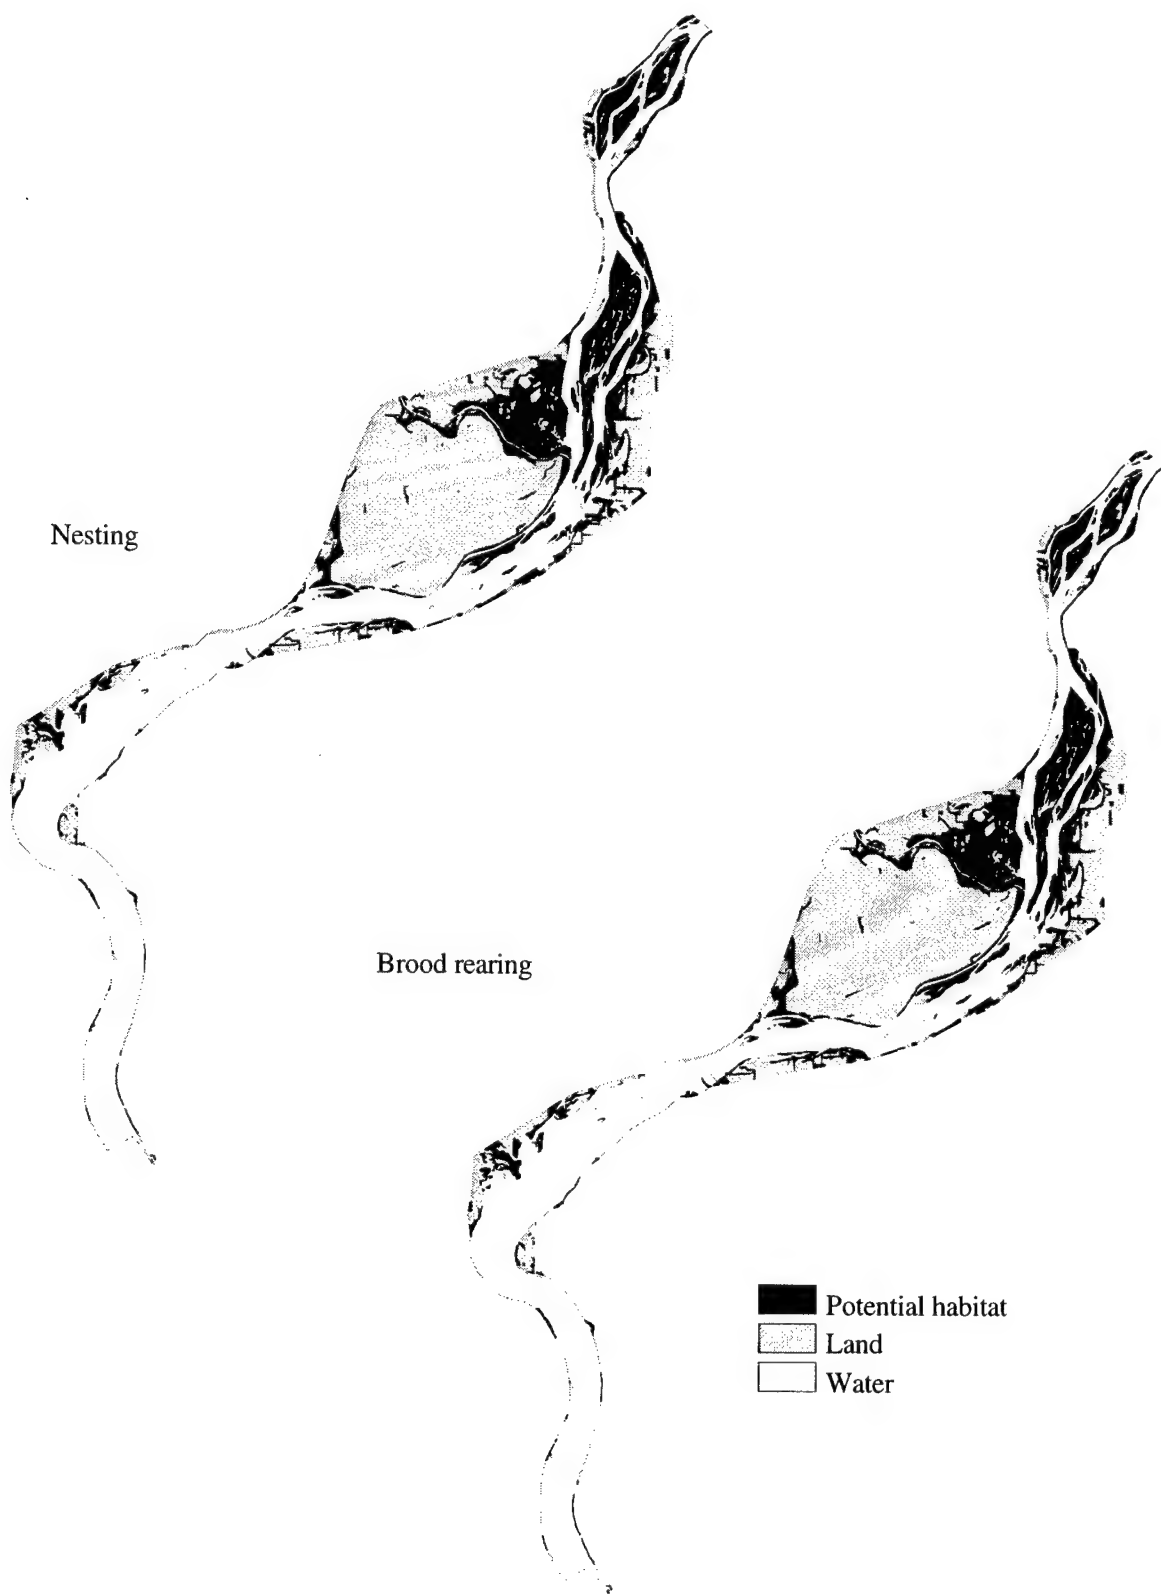 Nesting
Brood rearing
Potential habitat
Land
Water